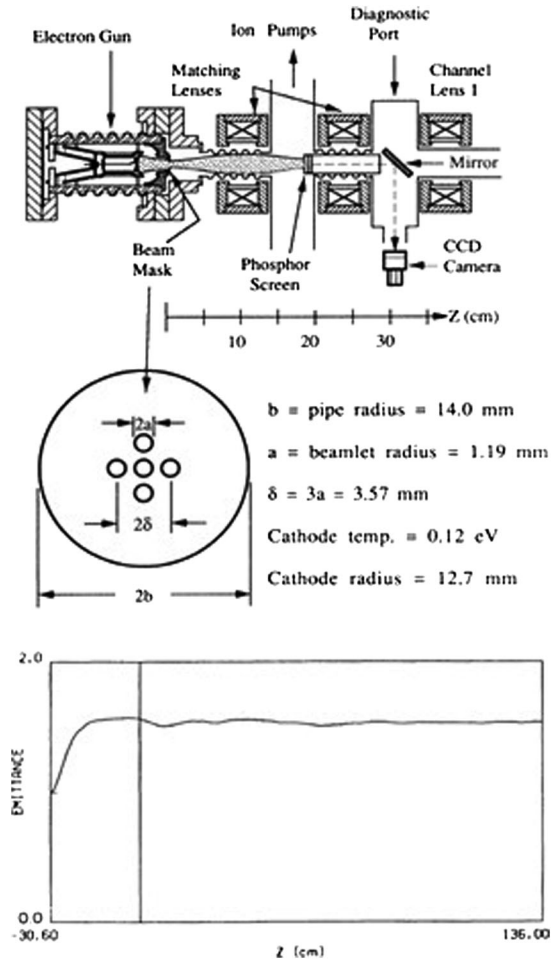 Electron Gun
Ion Pumps
Diagnostic
Port
Matching
Lenses
Channel
Lens 1
Mirror
Beam
Mask
Phosphor
Screen
CCD
Camera
Z (cm)
10 20 30
2a
2δ
2b
b = pipe radius = 14.0 mm
a = beamlet radius = 1.19 mm
δ = 3a = 3.57 mm
Cathode temp. = 0.12 eV
Cathode radius = 12.7 mm
2.0
EMITTANCE
0.0
-30.60 136.00
Z (cm)